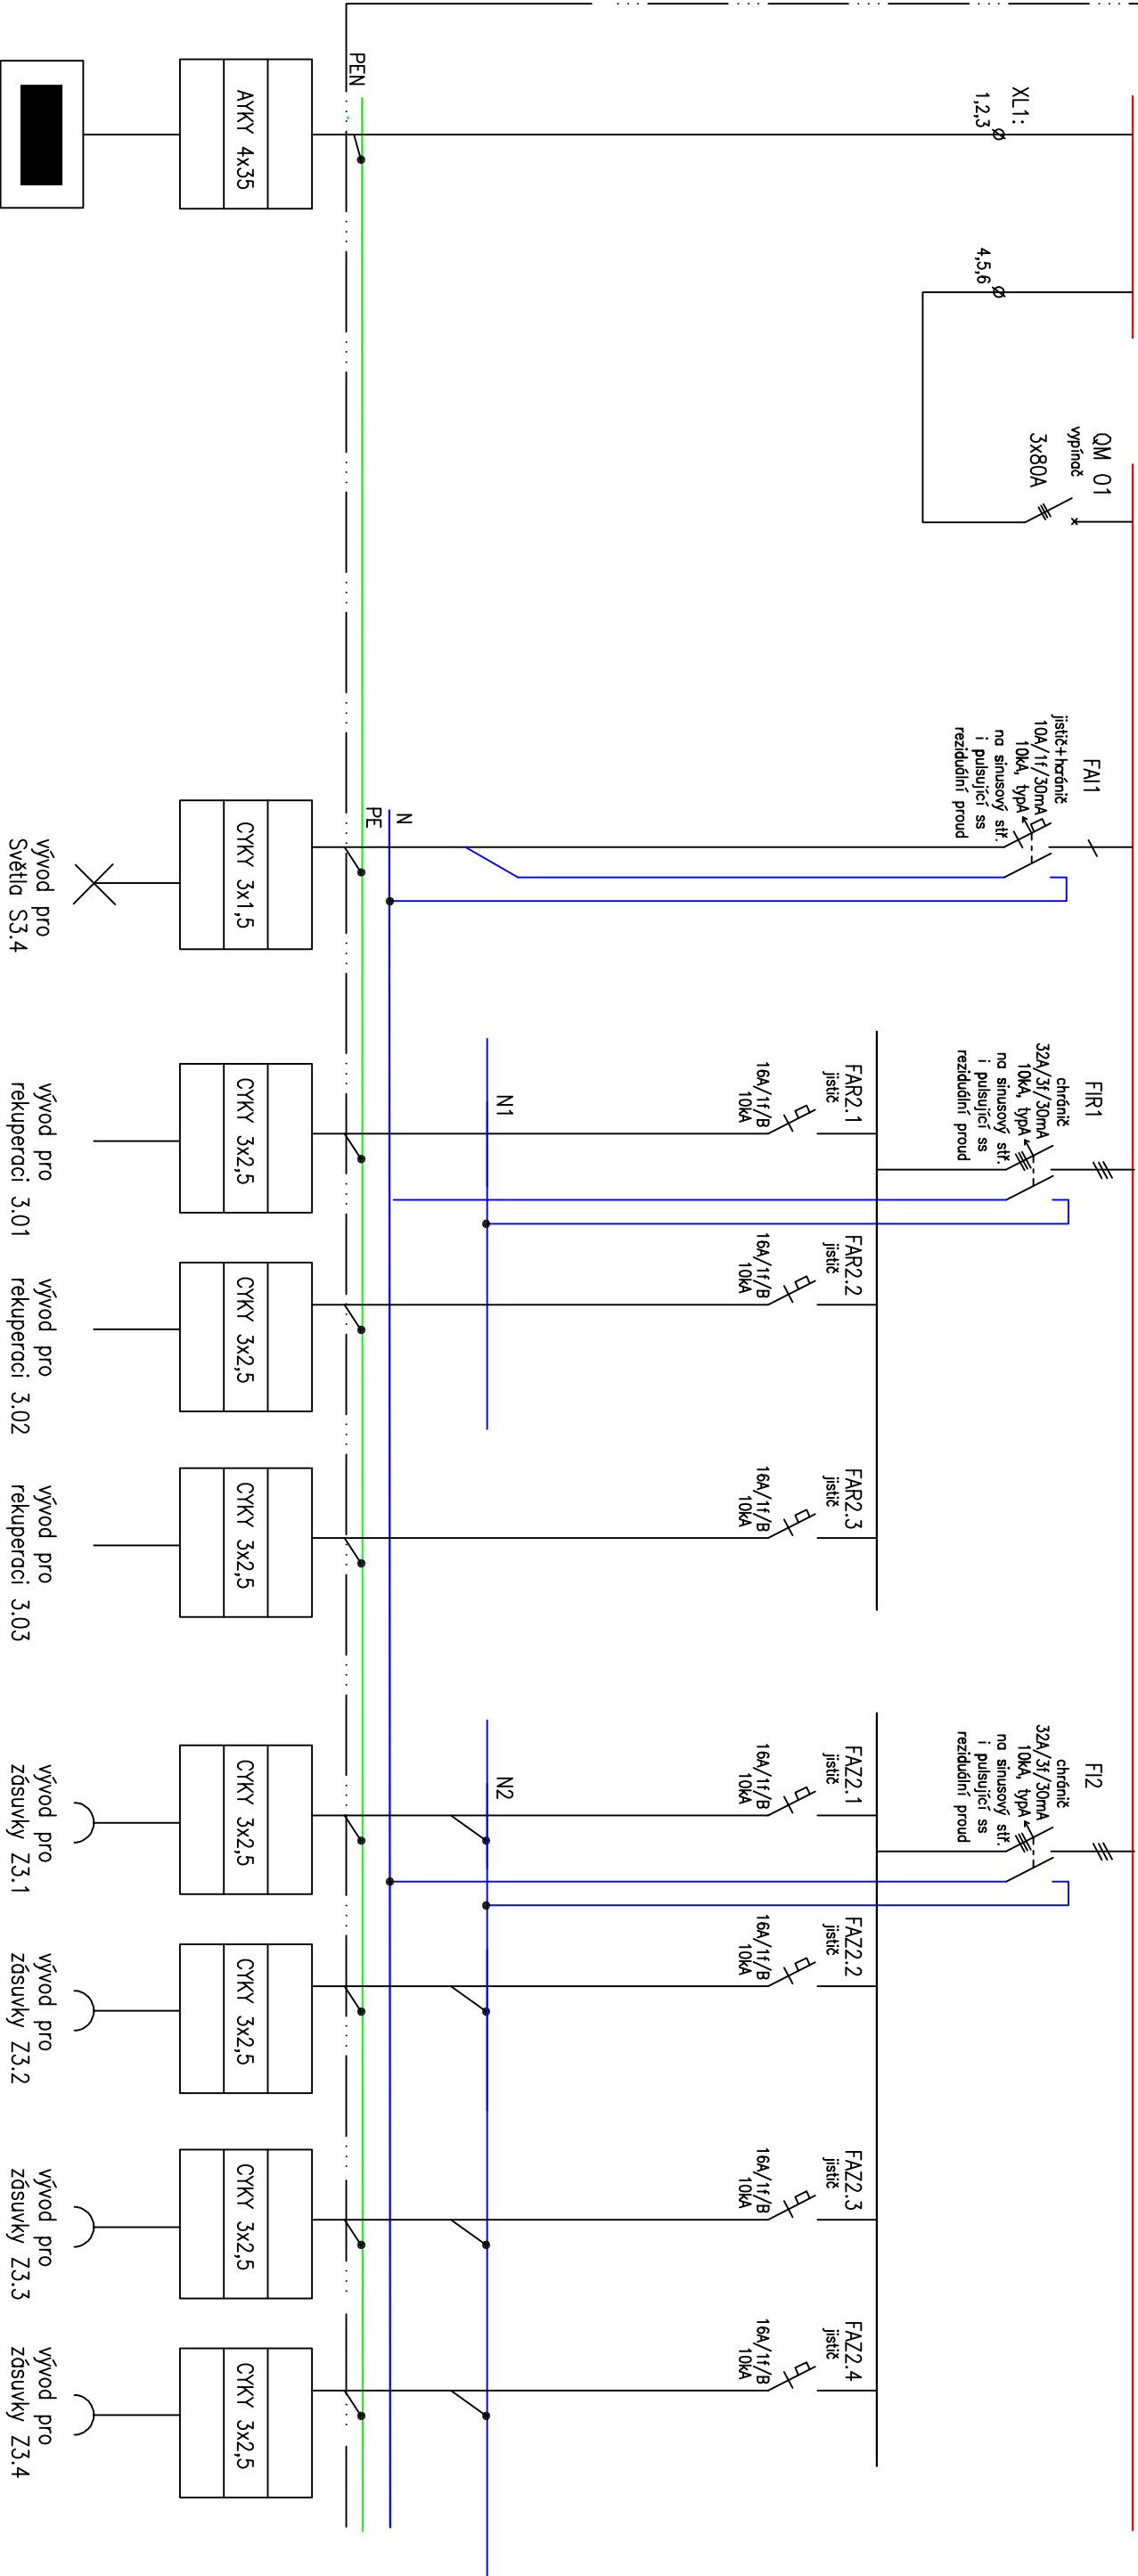 XL1:
1,2,3
4,5,6
QM 01
vypínač
3x80A
FAI1
jistič+hránič
10A/1f/30mA
10kA, typA
na sinusový stř.
i pulsující ss
reziduální proud
FIR1
chránič
32A/3f/30mA
10kA, typA
na sinusový stř.
i pulsující ss
reziduální proud
FI2
chránič
32A/3f/30mA
10kA, typA
na sinusový stř.
i pulsující ss
reziduální proud
FAR2.1
jistič
16A/1f/B
10kA
FAR2.2
jistič
16A/1f/B
10kA
FAR2.3
jistič
16A/1f/B
10kA
FAZ2.1
jistič
16A/1f/B
10kA
FAZ2.2
jistič
16A/1f/B
10kA
FAZ2.3
jistič
16A/1f/B
10kA
FAZ2.4
jistič
16A/1f/B
10kA
N1
N2
N
PE
PEN
AYKY 4x35
CYKY 3x1,5
CYKY 3x2,5
CYKY 3x2,5
CYKY 3x2,5
CYKY 3x2,5
CYKY 3x2,5
CYKY 3x2,5
CYKY 3x2,5
vývod pro
Světla S3.4
vývod pro
rekuperaci 3.01
vývod pro
rekuperaci 3.02
vývod pro
rekuperaci 3.03
vývod pro
zásuvky Z3.1
vývod pro
zásuvky Z3.2
vývod pro
zásuvky Z3.3
vývod pro
zásuvky Z3.4